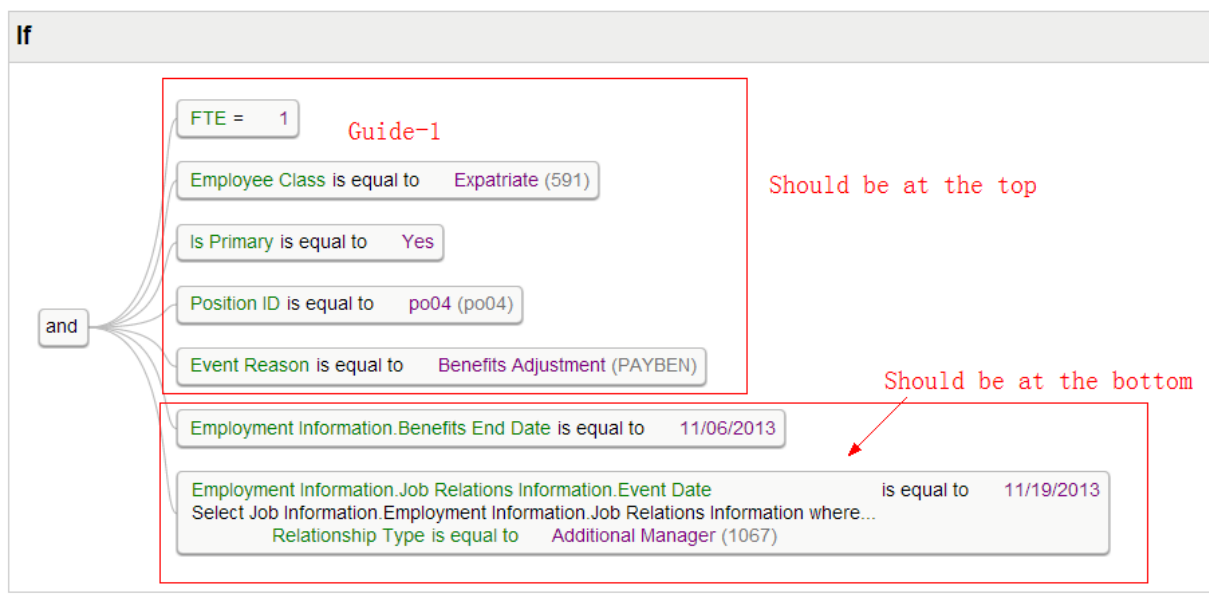 If
FTE = 1
Guide-1
Employee Class is equal to Expatriate (591)
Should be at the top
Is Primary is equal to Yes
Position ID is equal to po04 (po04)
and
Event Reason is equal to Benefits Adjustment (PAYBEN)
Should be at the bottom
Employment Information.Benefits End Date is equal to 11/06/2013
Employment Information.Job Relations Information.Event Date is equal to 11/19/2013
Select Job Information.Employment Information.Job Relations Information where...
Relationship Type is equal to Additional Manager (1067)